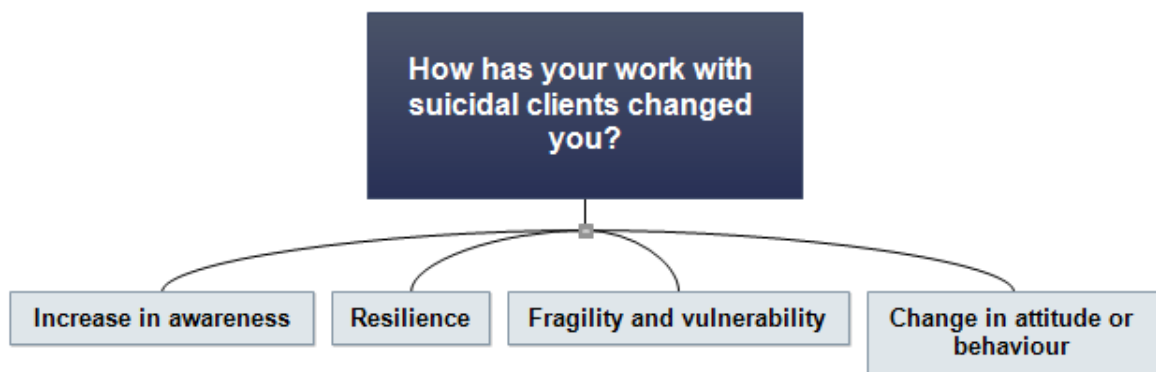 How has your work with
suicidal clients changed
you?
Increase in awareness
Resilience
Fragility and vulnerability
Change in attitude or
behaviour